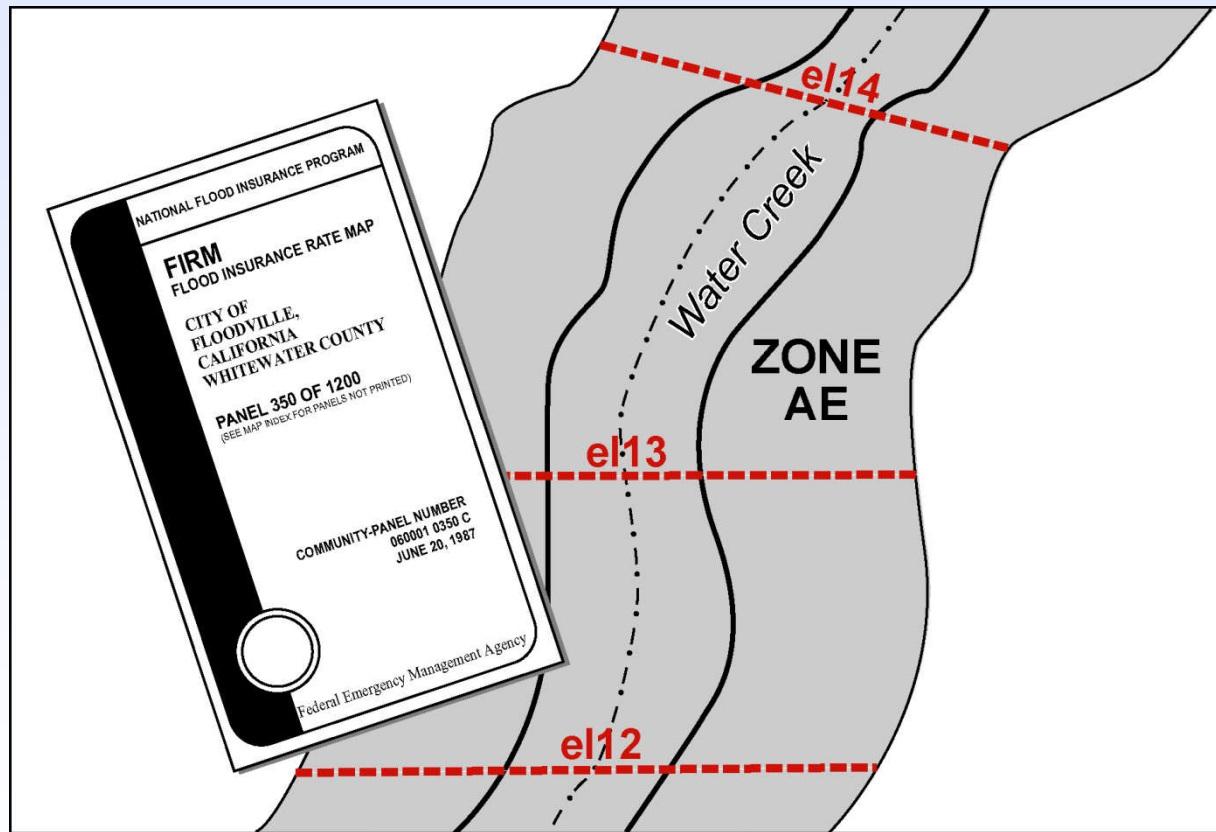 NATIONAL FLOOD INSURANCE PROGRAM
FIRM
FLOOD INSURANCE RATE MAP
CITY OF
FLOODVILLE,
CALIFORNIA
WHITEWATER COUNTY
PANEL 350 OF 1200
(SEE MAP INDEX FOR PANELS NOT PRINTED)
COMMUNITY-PANEL NUMBER
060001 0350 C
JUNE 20, 1987
Federal Emergency Management Agency
el14
Water Creek
ZONE
AE
el13
el12